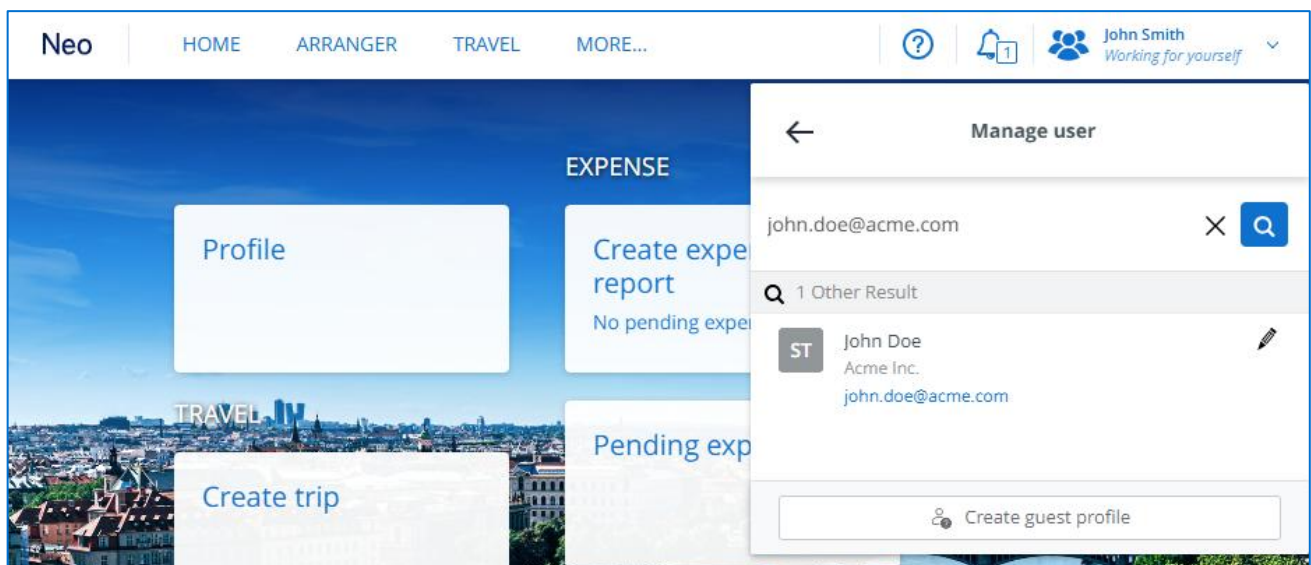 Neo
HOME
ARRANGER
TRAVEL
MORE...
1
John Smith
Working for yourself
Manage user
EXPENSE
john.doe@acme.com
Profile
Create expe
report
No pending expe
1 Other Result
ST
John Doe
Acme Inc.
john.doe@acme.com
TRAVEL
Pending exp
Create trip
Create guest profile